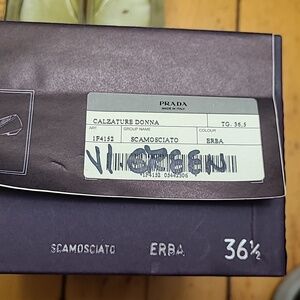 PRADA
MADE IN ITALY
CALZATURE DONNA TG. 36,5
ART. GROUP NAME COLOUR
1F4152 SCAMOSCIATO ERBA
VI GREEN
SCAMOSCIATO ERBA 36½